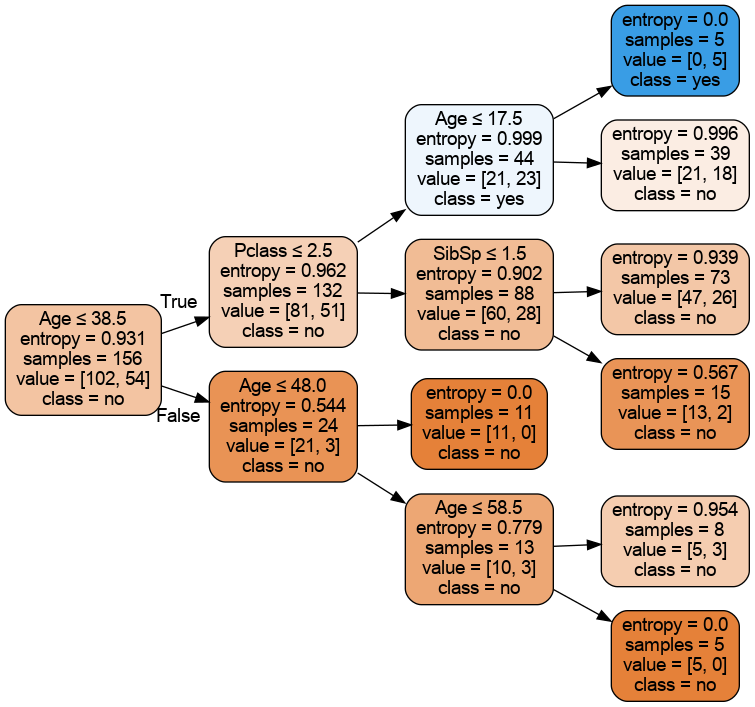 Age ≤ 38.5
entropy = 0.931
samples = 156
value = [102, 54]
class = no
True
False
Pclass ≤ 2.5
entropy = 0.962
samples = 132
value = [81, 51]
class = no
Age ≤ 48.0
entropy = 0.544
samples = 24
value = [21, 3]
class = no
Age ≤ 17.5
entropy = 0.999
samples = 44
value = [21, 23]
class = yes
SibSp ≤ 1.5
entropy = 0.902
samples = 88
value = [60, 28]
class = no
entropy = 0.0
samples = 11
value = [11, 0]
class = no
Age ≤ 58.5
entropy = 0.779
samples = 13
value = [10, 3]
class = no
entropy = 0.0
samples = 5
value = [0, 5]
class = yes
entropy = 0.996
samples = 39
value = [21, 18]
class = no
entropy = 0.939
samples = 73
value = [47, 26]
class = no
entropy = 0.567
samples = 15
value = [13, 2]
class = no
entropy = 0.954
samples = 8
value = [5, 3]
class = no
entropy = 0.0
samples = 5
value = [5, 0]
class = no